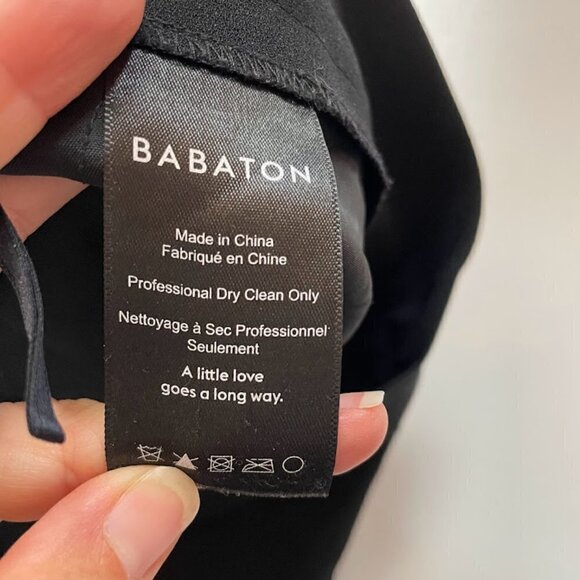 BABATON
Made in China
Fabriqué en Chine
Professional Dry Clean Only
Nettoyage à Sec Professionnel
Seulement
A little love
goes a long way.